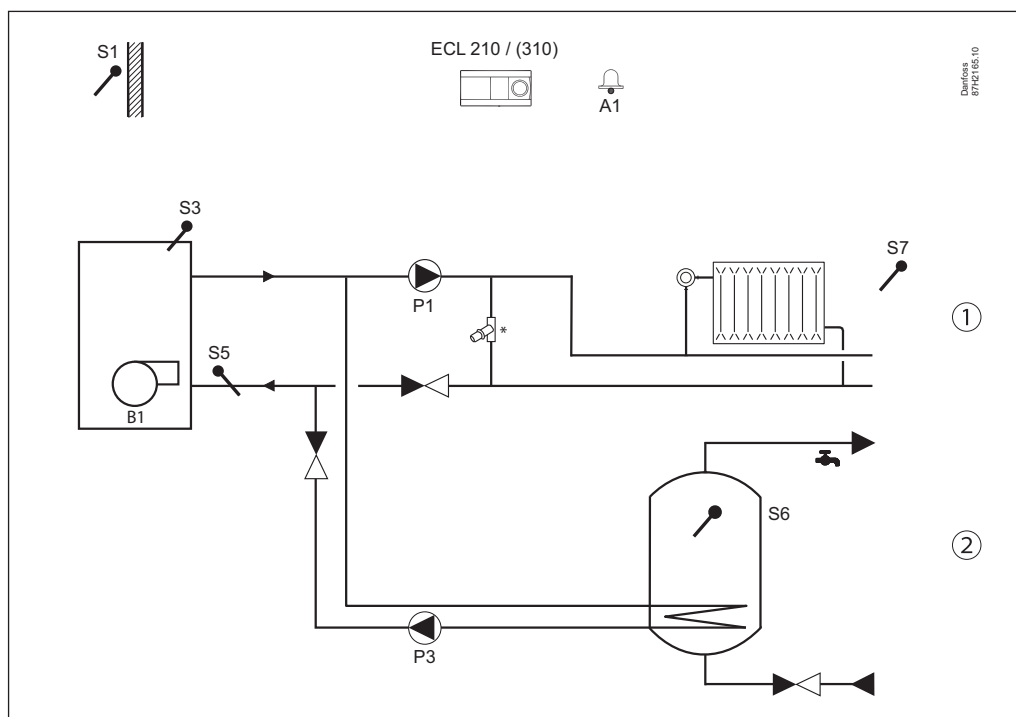 S1
ECL 210 / (310)
A1
Danfoss
87H2165.10
S3
P1
*
S7
1
S5
B1
S6
2
P3